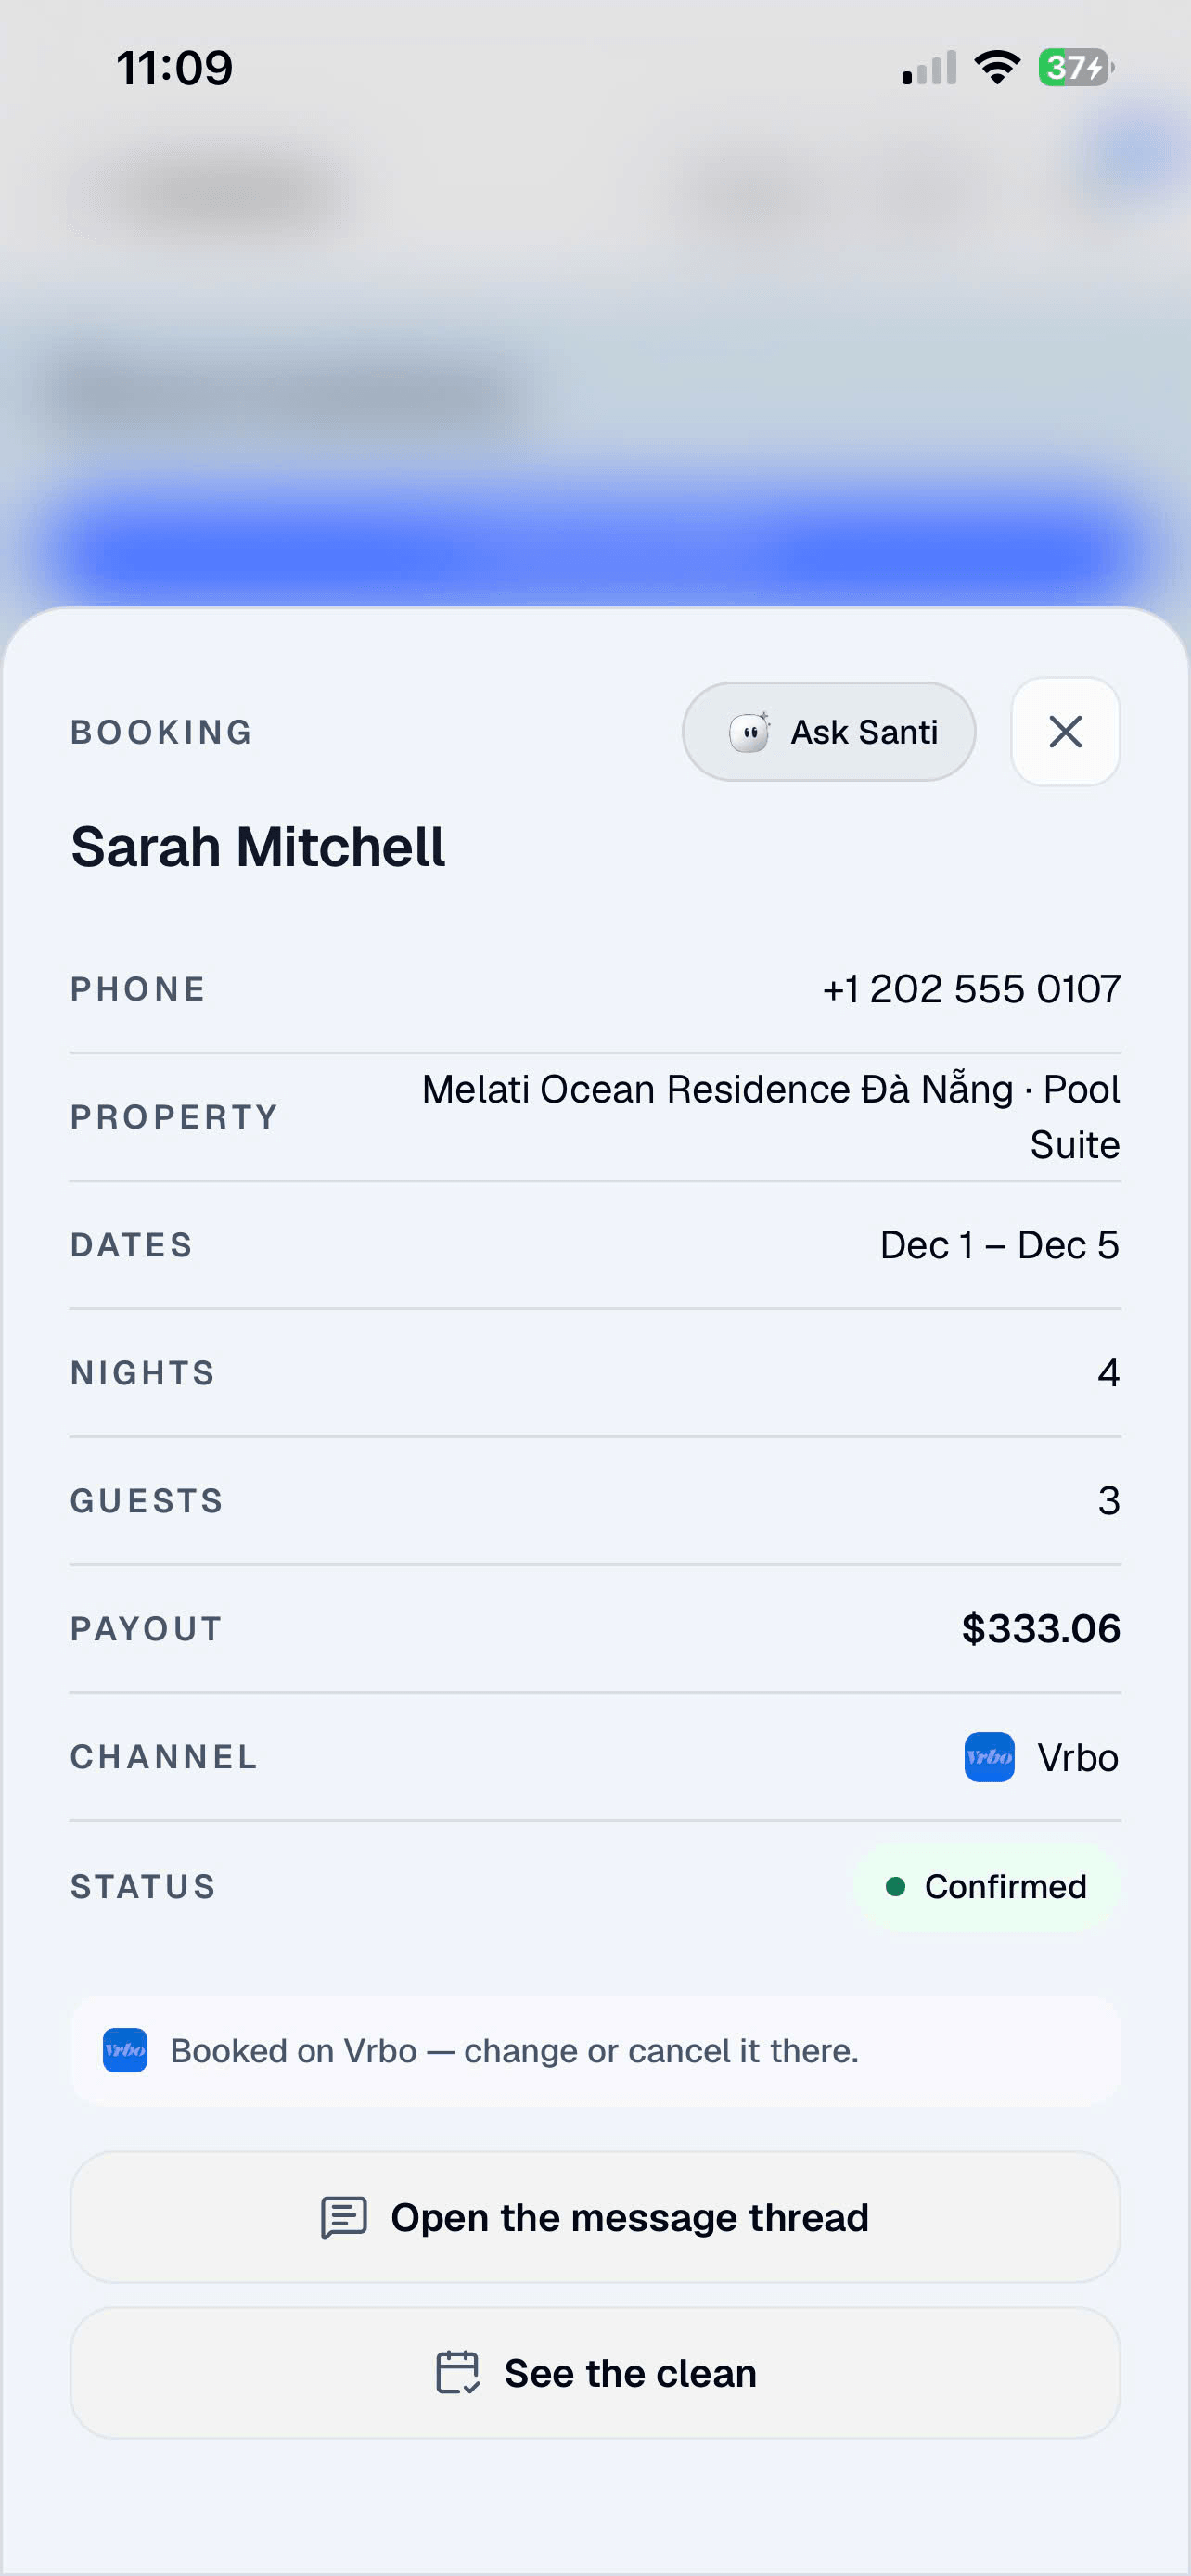 11:09
37
BOOKING
Ask Santi
Sarah Mitchell
PHONE
+1 202 555 0107
PROPERTY
Melati Ocean Residence Đà Nẵng · Pool
Suite
DATES
Dec 1 – Dec 5
NIGHTS
4
GUESTS
3
PAYOUT
$333.06
CHANNEL
Vrbo Vrbo
STATUS
Confirmed
Vrbo Booked on Vrbo — change or cancel it there.
Open the message thread
See the clean